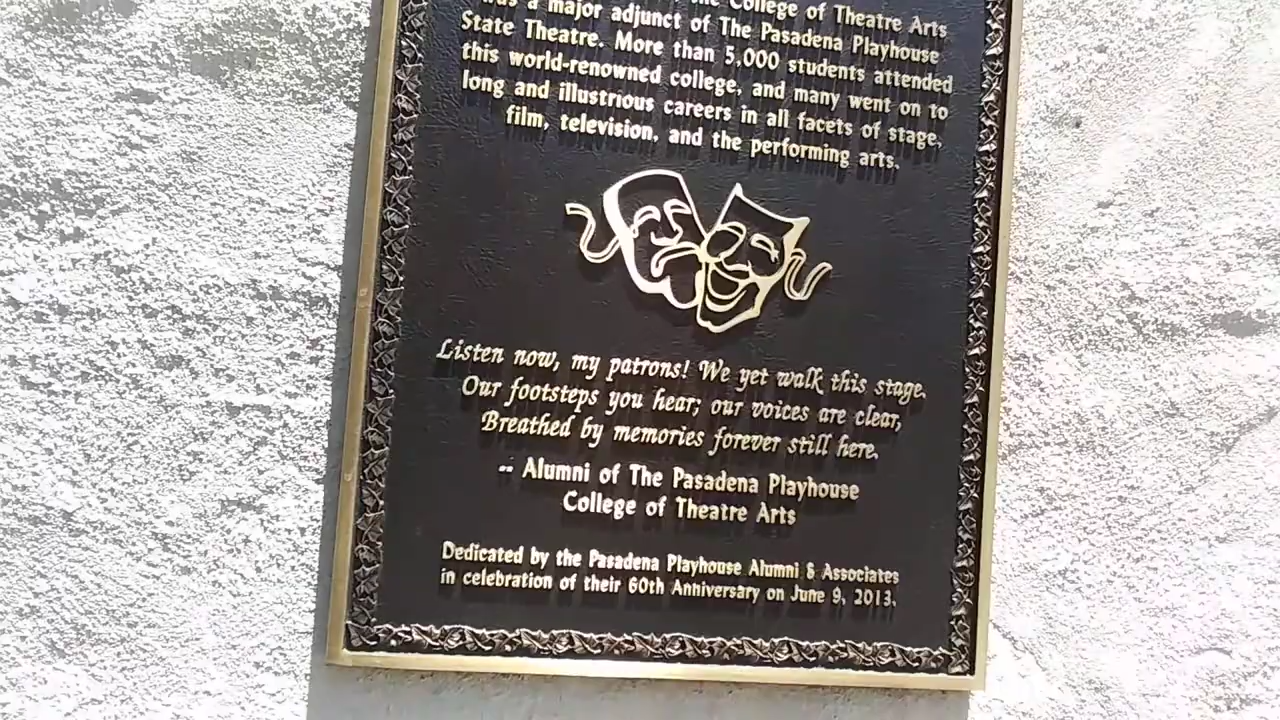 a major adjunct of The Pasadena Playhouse
College of Theatre Arts
State Theatre. More than 5,000 students attended
this world-renowned college, and many went on to
long and illustrious careers in all facets of stage,
film, television, and the performing arts.
Listen now, my patrons! We yet walk this stage.
Our footsteps you hear; our voices are clear,
Breathed by memories forever still here.
-- Alumni of The Pasadena Playhouse
College of Theatre Arts
Dedicated by the Pasadena Playhouse Alumni & Associates
in celebration of their 60th Anniversary on June 9, 2013.